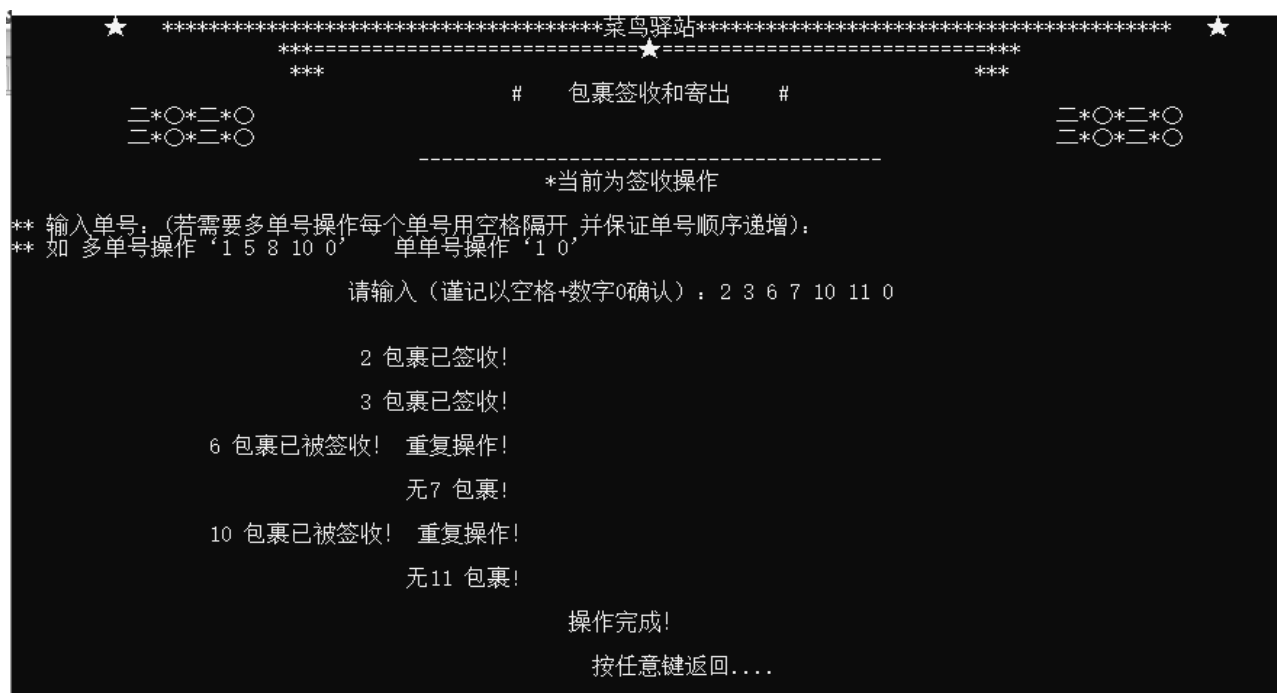 ★ **************************************菜鸟驿站***************************************** ★
***============================★============================***
*** ***
# 包裹签收和寄出 #
二*○*二*○ 二*○*二*○
二*○*二*○ 二*○*二*○
----------------------------------------
*当前为签收操作
** 输入单号：(若需要多单号操作每个单号用空格隔开 并保证单号顺序递增)：
** 如 多单号操作‘1 5 8 10 0’ 单单号操作‘1 0’
请输入（谨记以空格+数字0确认）：2 3 6 7 10 11 0
2 包裹已签收!
3 包裹已签收!
6 包裹已被签收! 重复操作!
无7 包裹!
10 包裹已被签收! 重复操作!
无11 包裹!
操作完成!
按任意键返回....